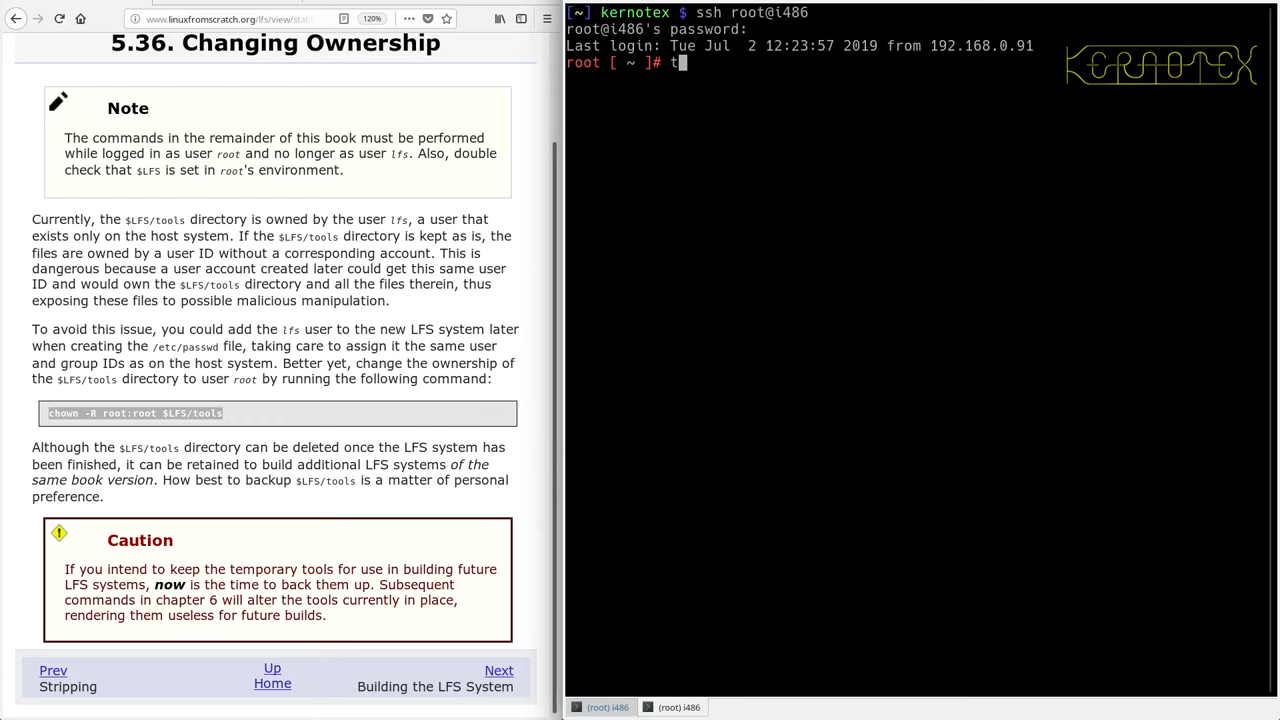 www.linuxfromscratch.org/lfs/view/stab
120%
5.36. Changing Ownership
Note
The commands in the remainder of this book must be performed
while logged in as user root and no longer as user lfs. Also, double
check that $LFS is set in root's environment.
Currently, the $LFS/tools directory is owned by the user lfs, a user that
exists only on the host system. If the $LFS/tools directory is kept as is, the
files are owned by a user ID without a corresponding account. This is
dangerous because a user account created later could get this same user
ID and would own the $LFS/tools directory and all the files therein, thus
exposing these files to possible malicious manipulation.
To avoid this issue, you could add the lfs user to the new LFS system later
when creating the /etc/passwd file, taking care to assign it the same user
and group IDs as on the host system. Better yet, change the ownership of
the $LFS/tools directory to user root by running the following command:
chown -R root:root $LFS/tools
Although the $LFS/tools directory can be deleted once the LFS system has
been finished, it can be retained to build additional LFS systems of the
same book version. How best to backup $LFS/tools is a matter of personal
preference.
Caution
If you intend to keep the temporary tools for use in building future
LFS systems, now is the time to back them up. Subsequent
commands in chapter 6 will alter the tools currently in place,
rendering them useless for future builds.
Prev
Up
Next
Stripping
Home
Building the LFS System
[~] kernotex $ ssh root@i486
root@i486's password:
Last login: Tue Jul  2 12:23:57 2019 from 192.168.0.91
root [ ~ ]# t
KERNOTEX
(root) i486
(root) i486